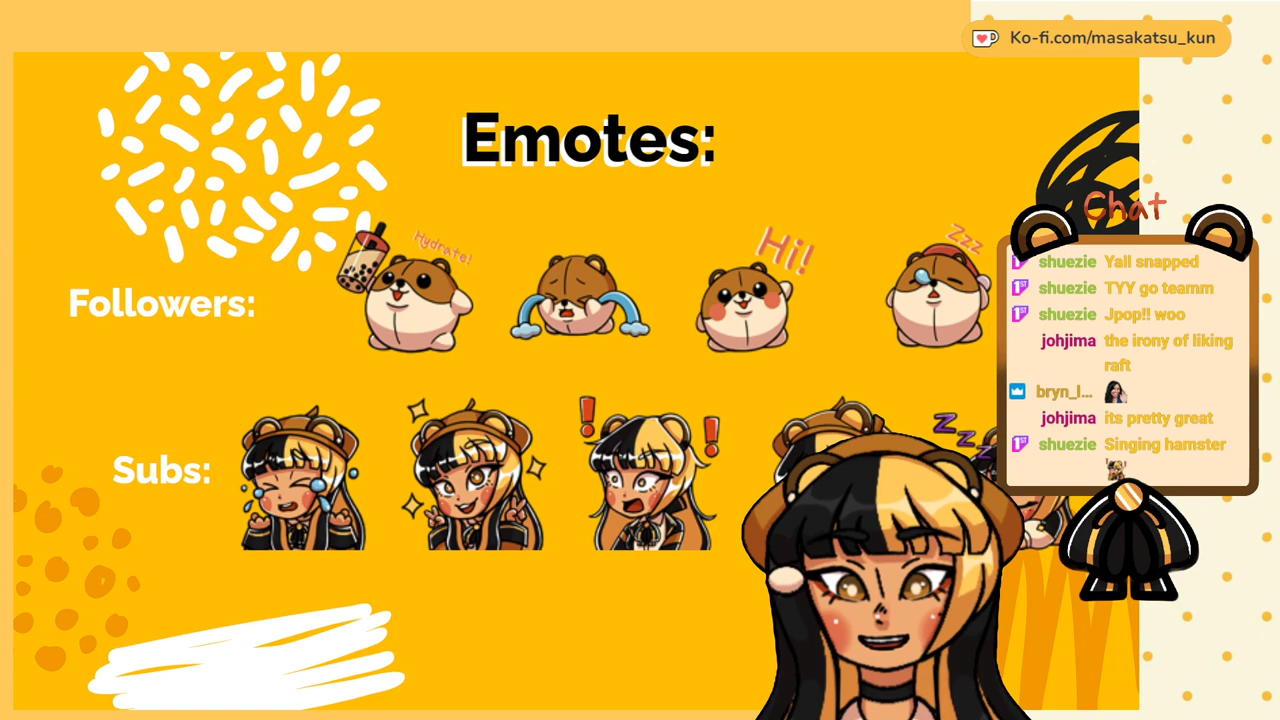 Ko-fi.com/masakatsu_kun
Emotes:
Chat
Hydrate!
Hi!
Zzz
Followers:
shuezie Yall snapped
shuezie TYY go teamm
shuezie Jpop!! woo
johjima the irony of liking
raft
bryn_l...
johjima its pretty great
shuezie Singing hamster
Subs:
! !
z z z